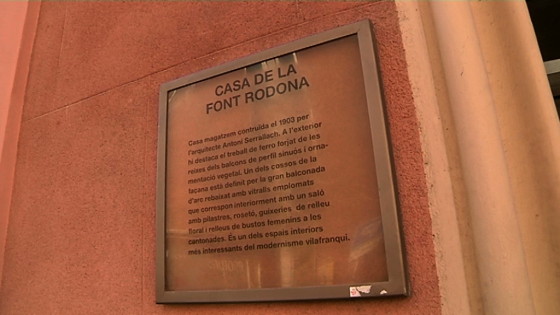 CASA DE LA
FONT RODONA
Casa magatzem contruïda el 1903 per
l'arquitecte Antoni Serrallach. A l'exterior
hi destaca el treball de ferro forjat de les
reixes dels balcons de perfil sinuós i orna-
mentació vegetal. Un dels cossos de la
façana està definit per la gran balconada
d'arc rebaixat amb vitralls emplomats
que correspon interiorment amb un saló
amb pilastres, rosetó, guixeries de relleu
floral i relleus de bustos femenins a les
cantonades. És un dels espais interiors
més interessants del modernisme vilafranquí.